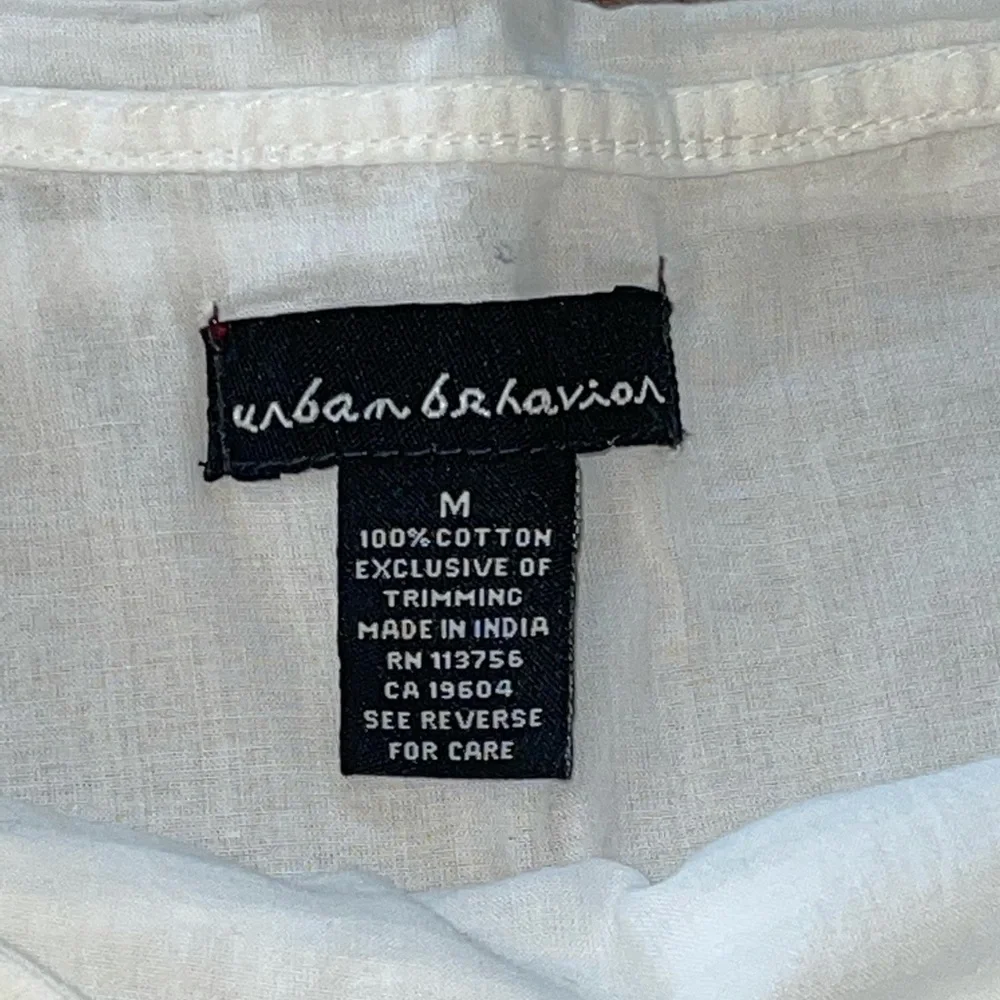 urban behavior
M
100% COTTON
EXCLUSIVE OF
TRIMMING
MADE IN INDIA
RN 113756
CA 19604
SEE REVERSE
FOR CARE